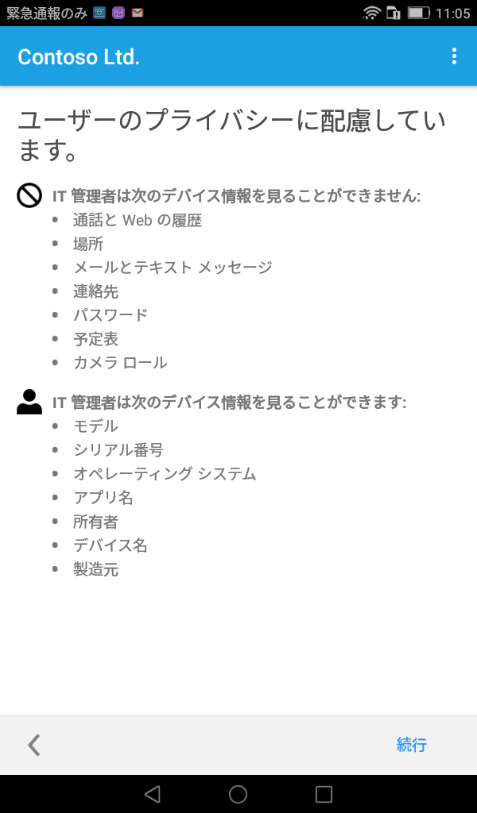 緊急通報のみ 11:05
Contoso Ltd.
ユーザーのプライバシーに配慮してい
ます。
IT 管理者は次のデバイス情報を見ることができません:
• 通話と Web の履歴
• 場所
• メールとテキスト メッセージ
• 連絡先
• パスワード
• 予定表
• カメラ ロール
IT 管理者は次のデバイス情報を見ることができます:
• モデル
• シリアル番号
• オペレーティング システム
• アプリ名
• 所有者
• デバイス名
• 製造元
続行